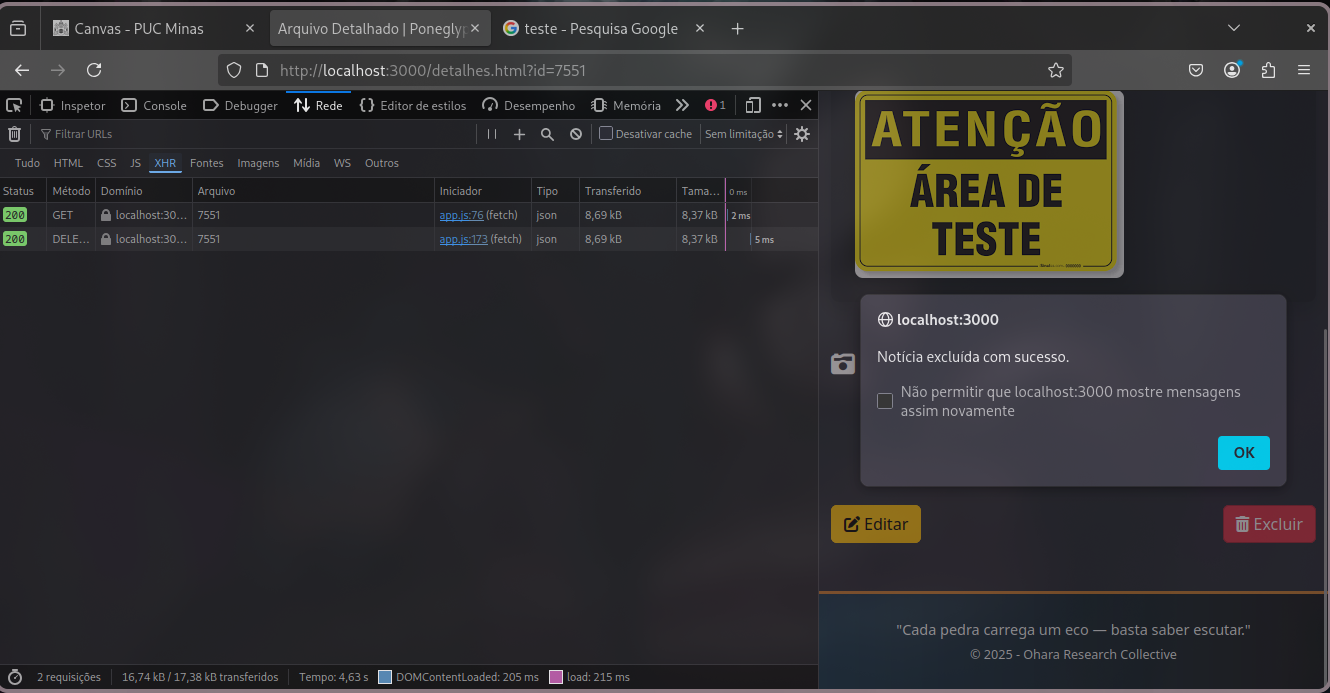 Canvas - PUC Minas
Arquivo Detalhado | Poneglyp
teste - Pesquisa Google
http://localhost:3000/detalhes.html?id=7551
Inspetor Console Debugger Rede Editor de estilos Desempenho Memória 1
Filtrar URLs Desativar cache Sem limitação
Tudo HTML CSS JS XHR Fontes Imagens Mídia WS Outros
Status Método Domínio Arquivo Iniciador Tipo Transferido Tama... 0 ms
200 GET localhost:30... 7551 app.js:76 (fetch) json 8,69 kB 8,37 kB 2 ms
200 DELE... localhost:30... 7551 app.js:173 (fetch) json 8,69 kB 8,37 kB 5 ms
2 requisições 16,74 kB / 17,38 kB transferidos Tempo: 4,63 s DOMContentLoaded: 205 ms load: 215 ms
ATENÇÃO
ÁREA DE
TESTE
localhost:3000
Notícia excluída com sucesso.
Não permitir que localhost:3000 mostre mensagens
assim novamente
OK
Editar
Excluir
"Cada pedra carrega um eco — basta saber escutar."
© 2025 - Ohara Research Collective